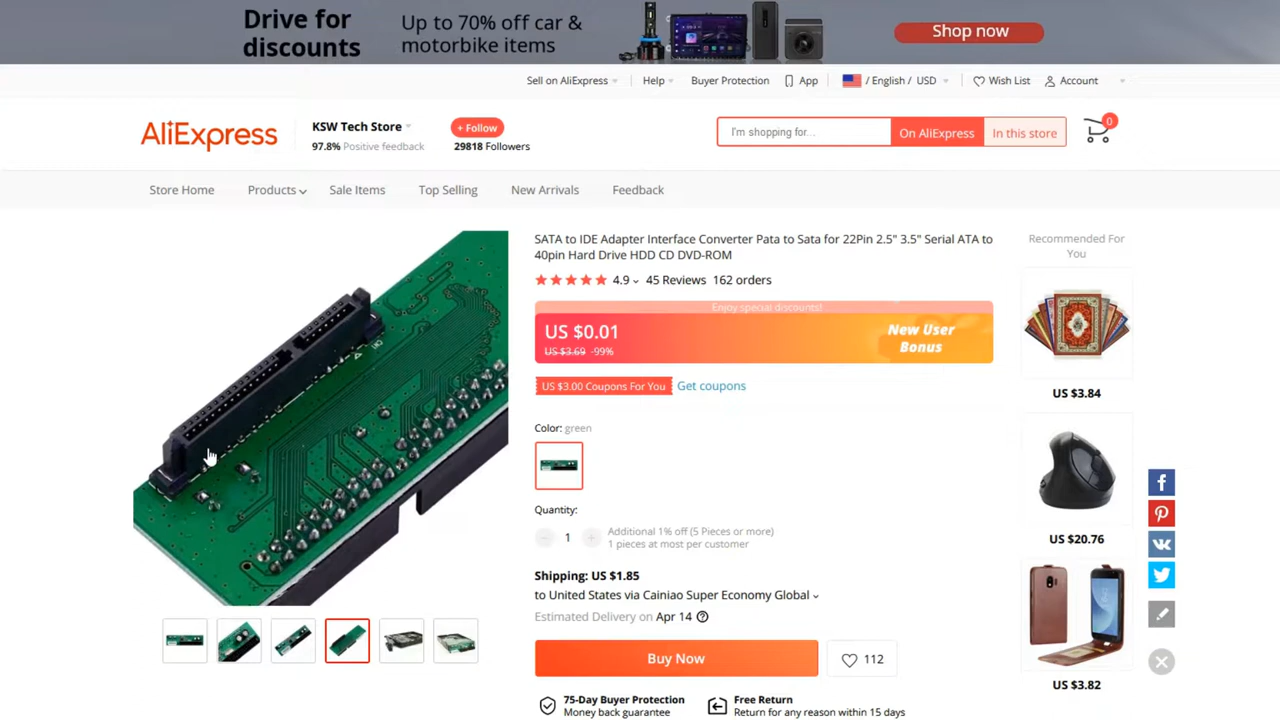 Drive for
discounts
Up to 70% off car &
motorbike items
Shop now
Sell on AliExpress
Help
Buyer Protection
App
/ English / USD
Wish List
Account
AliExpress
KSW Tech Store
97.8% Positive feedback
+ Follow
29818 Followers
I'm shopping for...
On AliExpress
In this store
0
Store Home
Products
Sale Items
Top Selling
New Arrivals
Feedback
SATA to IDE Adapter Interface Converter Pata to Sata for 22Pin 2.5" 3.5" Serial ATA to
40pin Hard Drive HDD CD DVD-ROM
4.9
45 Reviews
162 orders
Enjoy special discounts!
US $0.01
US $3.69 -99%
New User
Bonus
US $3.00 Coupons For You
Get coupons
Color: green
Quantity:
1
Additional 1% off (5 Pieces or more)
1 pieces at most per customer
Shipping: US $1.85
to United States via Cainiao Super Economy Global
Estimated Delivery on Apr 14
Buy Now
112
75-Day Buyer Protection
Money back guarantee
Free Return
Return for any reason within 15 days
Recommended For
You
US $3.84
US $20.76
US $3.82